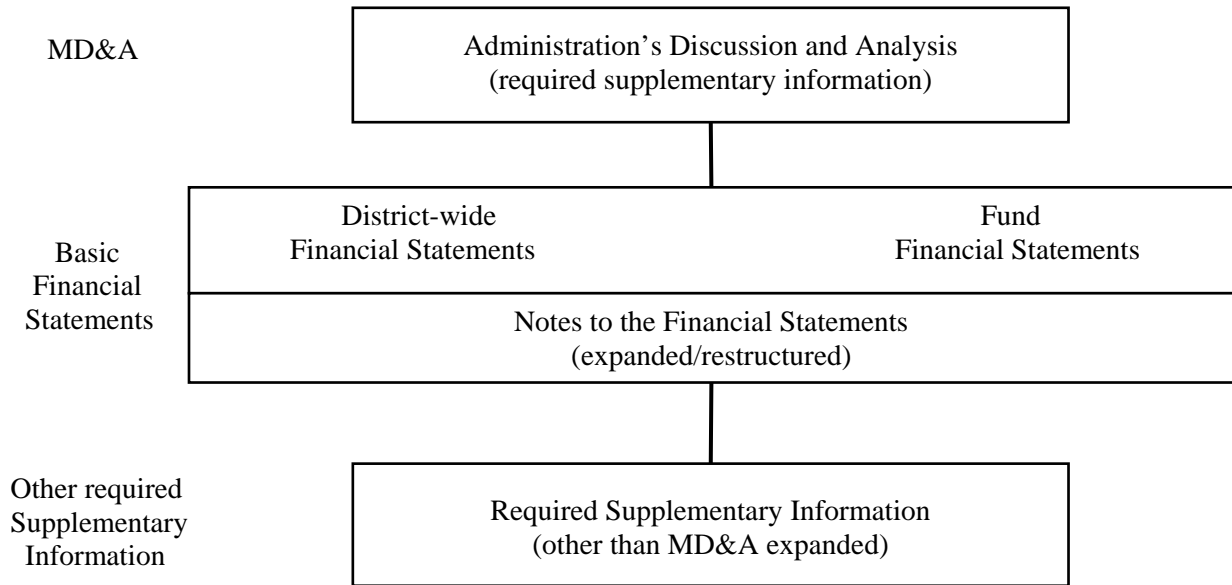 MD&A
Administration’s Discussion and Analysis
(required supplementary information)
District-wide
Financial Statements
Fund
Financial Statements
Basic
Financial
Statements
Notes to the Financial Statements
(expanded/restructured)
Other required
Supplementary
Information
Required Supplementary Information
(other than MD&A expanded)